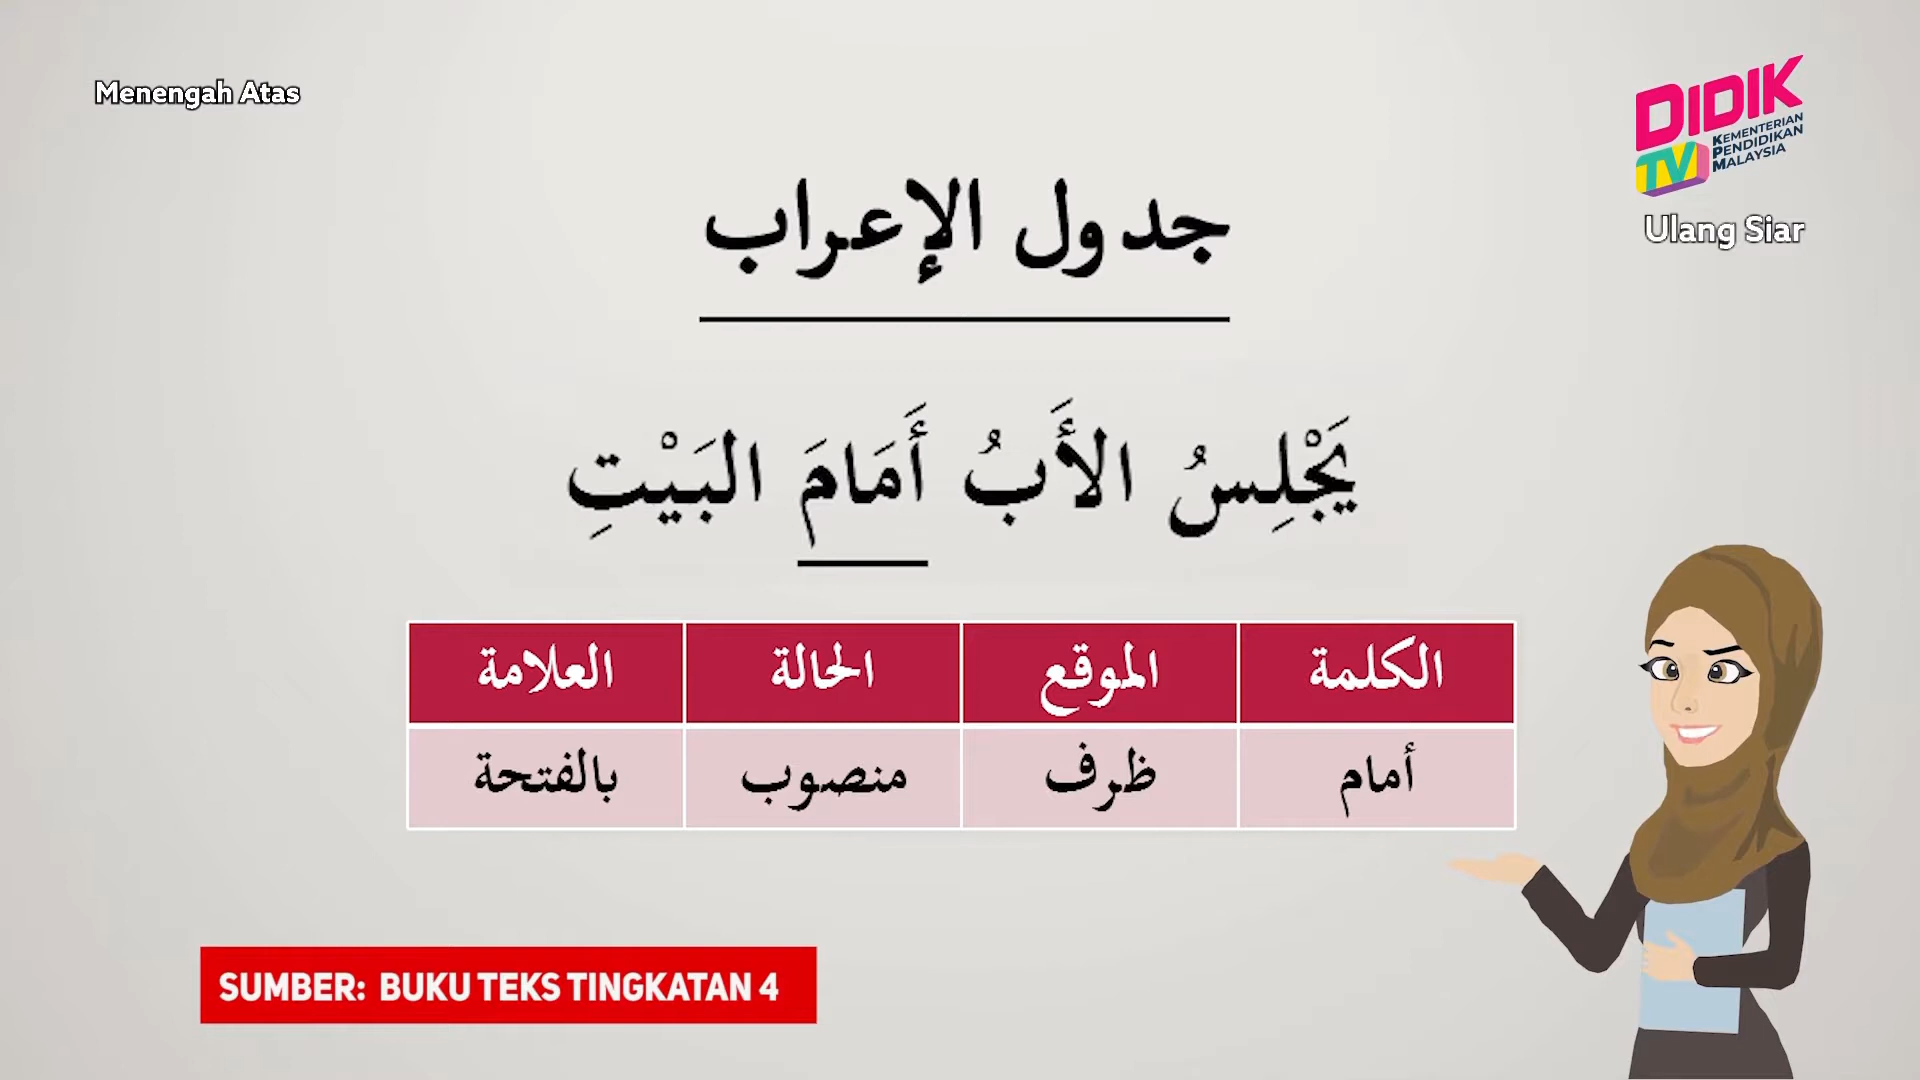 Menengah Atas
DIDIK
TV KEMENTERIAN
PENDIDIKAN
MALAYSIA
Ulang Siar
جدول الإعراب
يَجْلِسُ الأَبُ أَمَامَ البَيْتِ
الكلمة الموقع الحالة العلامة
أمام ظرف منصوب بالفتحة
SUMBER: BUKU TEKS TINGKATAN 4